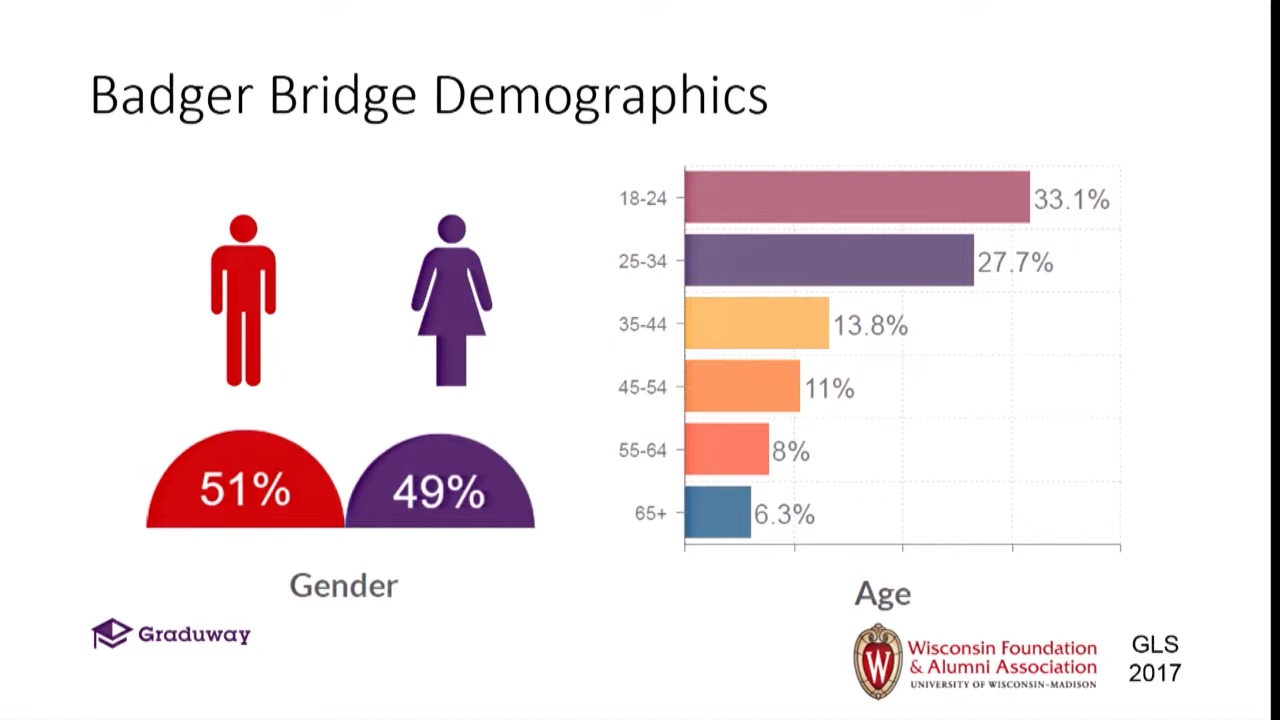 Badger Bridge Demographics
51%
49%
Gender
18-24
33.1%
25-34
27.7%
35-44
13.8%
45-54
11%
55-64
8%
65+
6.3%
Age
Graduway
W
Wisconsin Foundation
& Alumni Association
UNIVERSITY OF WISCONSIN–MADISON
GLS
2017